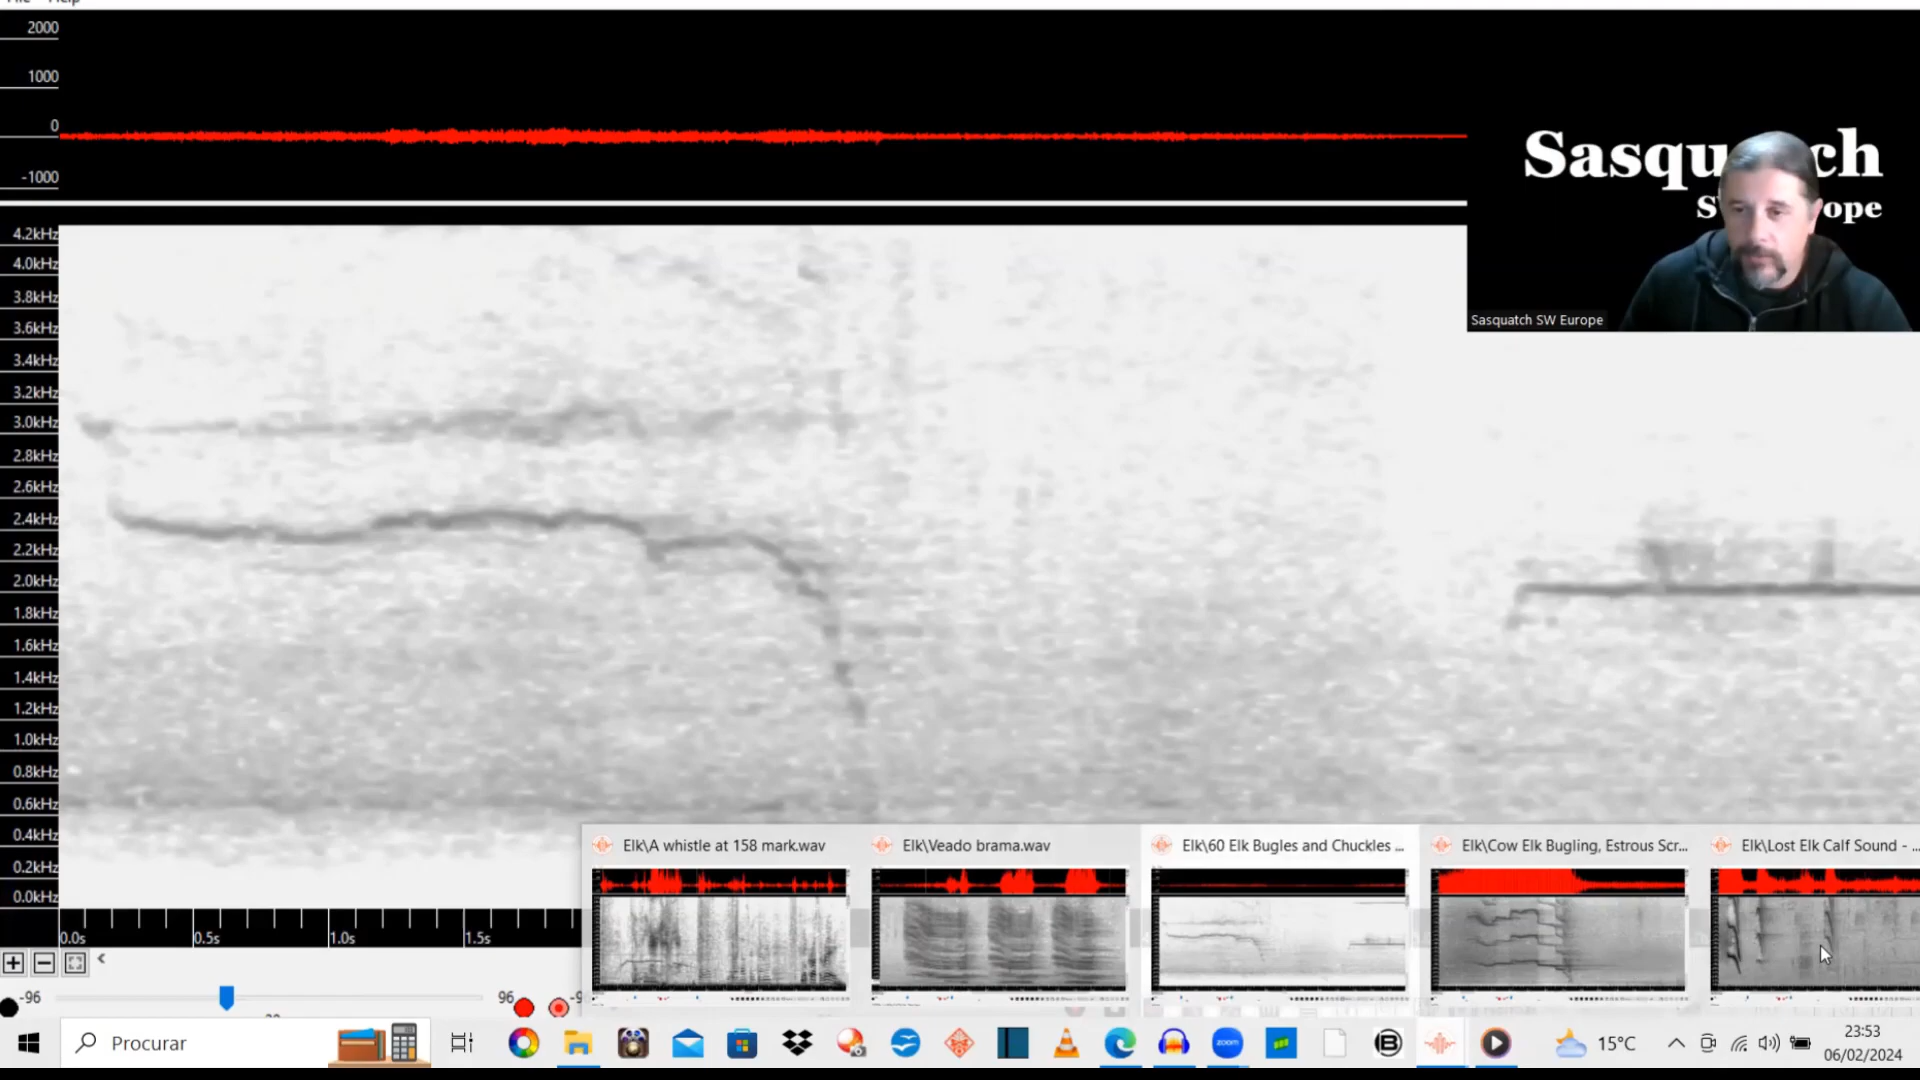 File Help
2000
1000
0
-1000
Sasqu ch
S ope
Sasquatch SW Europe
4.2kHz
4.0kHz
3.8kHz
3.6kHz
3.4kHz
3.2kHz
3.0kHz
2.8kHz
2.6kHz
2.4kHz
2.2kHz
2.0kHz
1.8kHz
1.6kHz
1.4kHz
1.2kHz
1.0kHz
0.8kHz
0.6kHz
0.4kHz
0.2kHz
0.0kHz
0.0s 0.5s 1.0s 1.5s
Elk\A whistle at 158 mark.wav
Elk\Veado brama.wav
Elk\60 Elk Bugles and Chuckles ...
Elk\Cow Elk Bugling, Estrous Scr...
Elk\Lost Elk Calf Sound - ...
-96 96 -9
Procurar
zoom
B
15°C
23:53
06/02/2024